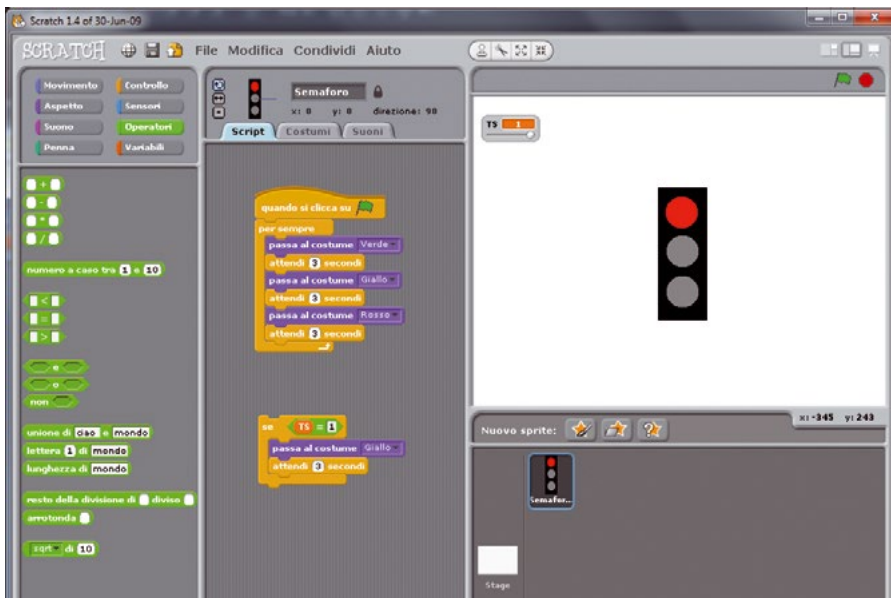 Scratch 1.4 of 30-Jun-09
SCRATCH File Modifica Condividi Aiuto
Movimento Controllo
Aspetto Sensori
Suono Operatori
Penna Variabili
+
-
*
/
numero a caso tra 1 e 10
<
=
>
e
o
non
unione di ciao e mondo
lettera 1 di mondo
lunghezza di mondo
resto della divisione di diviso
arrotonda
sqrt di 10
Semaforo
x: 0 y: 0 direzione: 90
Script Costumi Suoni
quando si clicca su
per sempre
passa al costume Verde
attendi 3 secondi
passa al costume Giallo
attendi 3 secondi
passa al costume Rosso
attendi 3 secondi
se TS = 1
passa al costume Giallo
attendi 3 secondi
TS 1
x: -345 y: 243
Nuovo sprite:
Semafor...
Stage